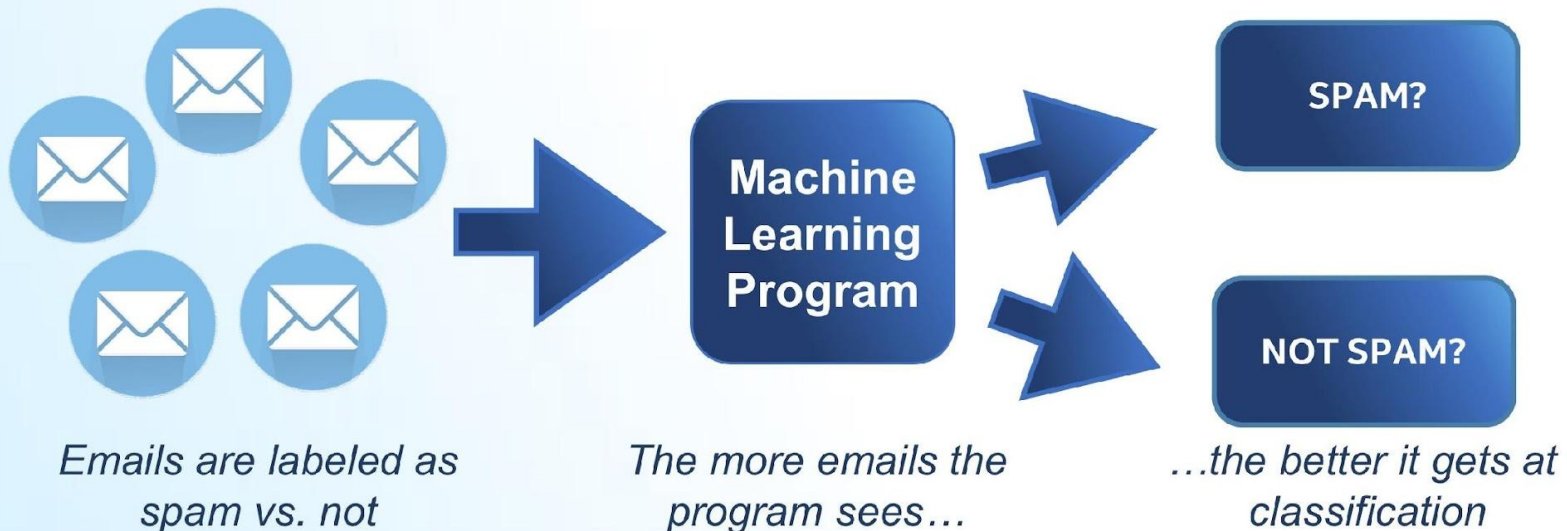 Machine
Learning
Program
SPAM?
NOT SPAM?
Emails are labeled as
spam vs. not
The more emails the
program sees…
…the better it gets at
classification